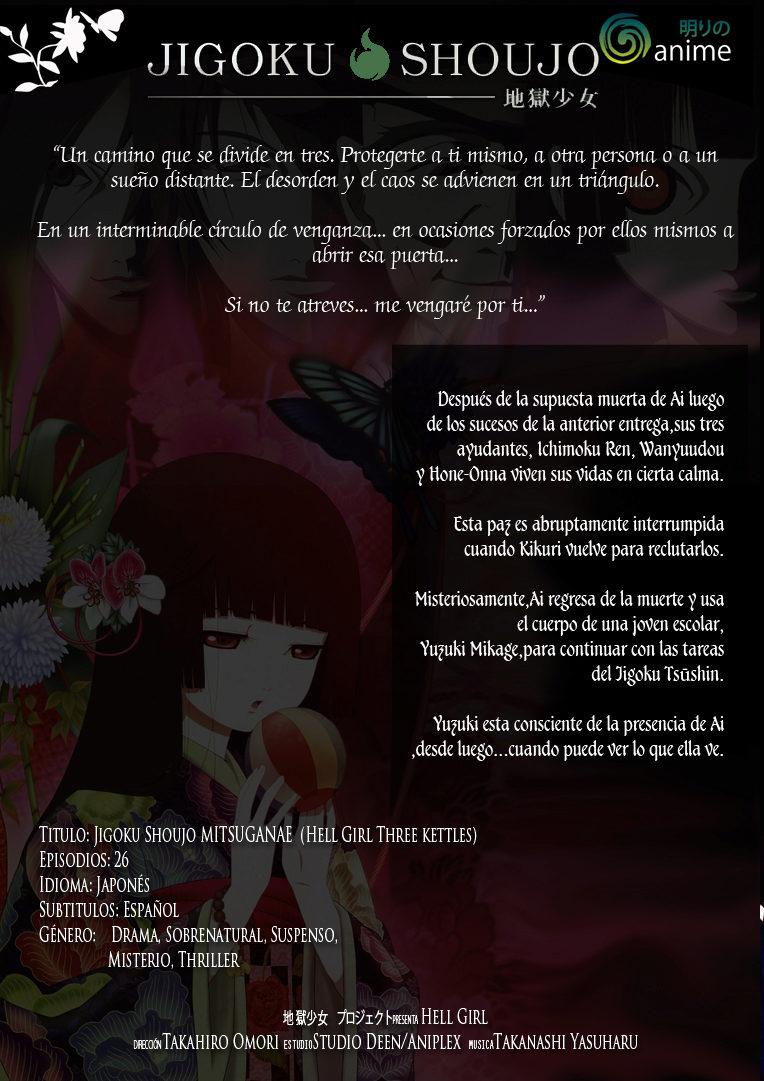 JIGOKU SHOUJO
地獄少女
明りの
anime
“Un camino que se divide en tres. Protegerte a ti mismo, a otra persona o a un
sueño distante. El desorden y el caos se advienen en un triángulo.
En un interminable círculo de venganza... en ocasiones forzados por ellos mismos a
abrir esa puerta...
Si no te atreves... me vengaré por ti...”
Después de la supuesta muerta de Ai luego
de los sucesos de la anterior entrega,sus tres
ayudantes, Ichimoku Ren, Wanyuudou
y Hone-Onna viven sus vidas en cierta calma.
Esta paz es abruptamente interrumpida
cuando Kikuri vuelve para reclutarlos.
Misteriosamente,Ai regresa de la muerte y usa
el cuerpo de una joven escolar,
Yuzuki Mikage,para continuar con las tareas
del Jigoku Tsūshin.
Yuzuki esta consciente de la presencia de Ai
,desde luego...cuando puede ver lo que ella ve.
Titulo: Jigoku Shoujo MITSUGANAE (Hell Girl Three kettles)
Episodios: 26
Idioma: Japonés
Subtitulos: Español
Género: Drama, Sobrenatural, Suspenso,
Misterio, Thriller
地獄少女 プロジェクトPRESENTA Hell Girl
DIRECCIÓN Takahiro Omori ESTUDIO Studio Deen/Aniplex MUSICA Takanashi Yasuharu